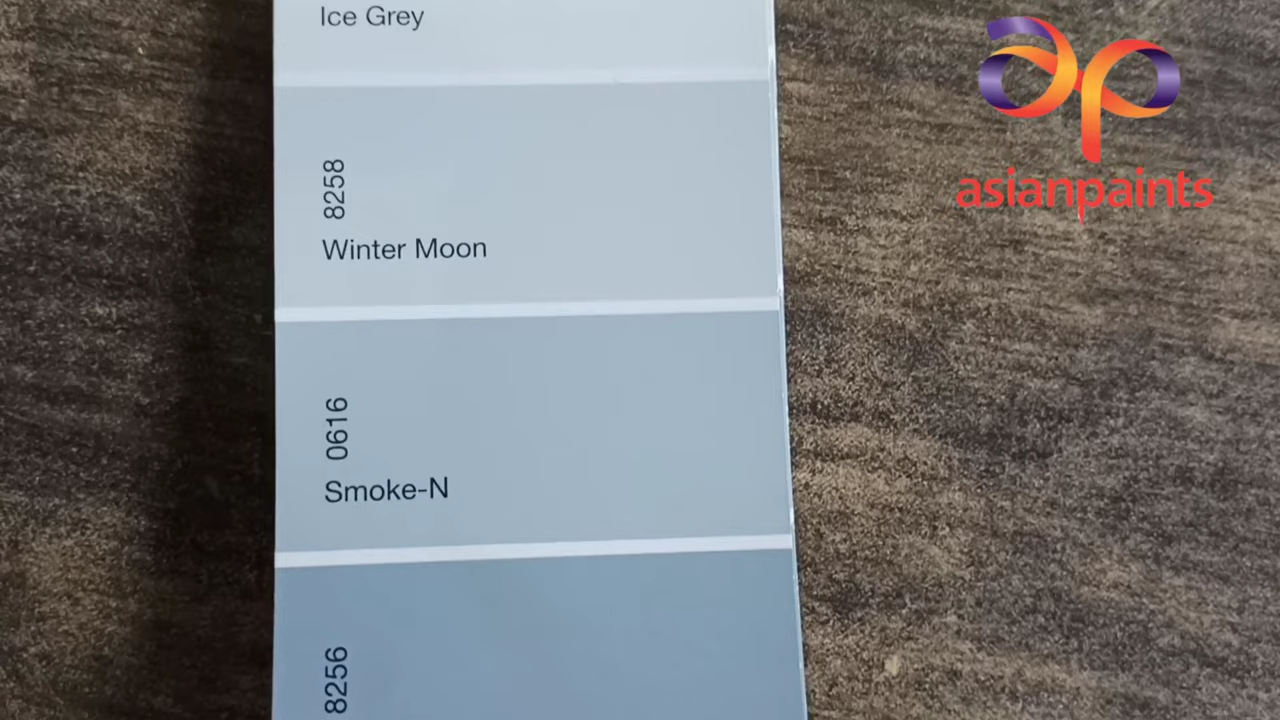 Ice Grey
8258
Winter Moon
0616
Smoke-N
8256
asianpaints